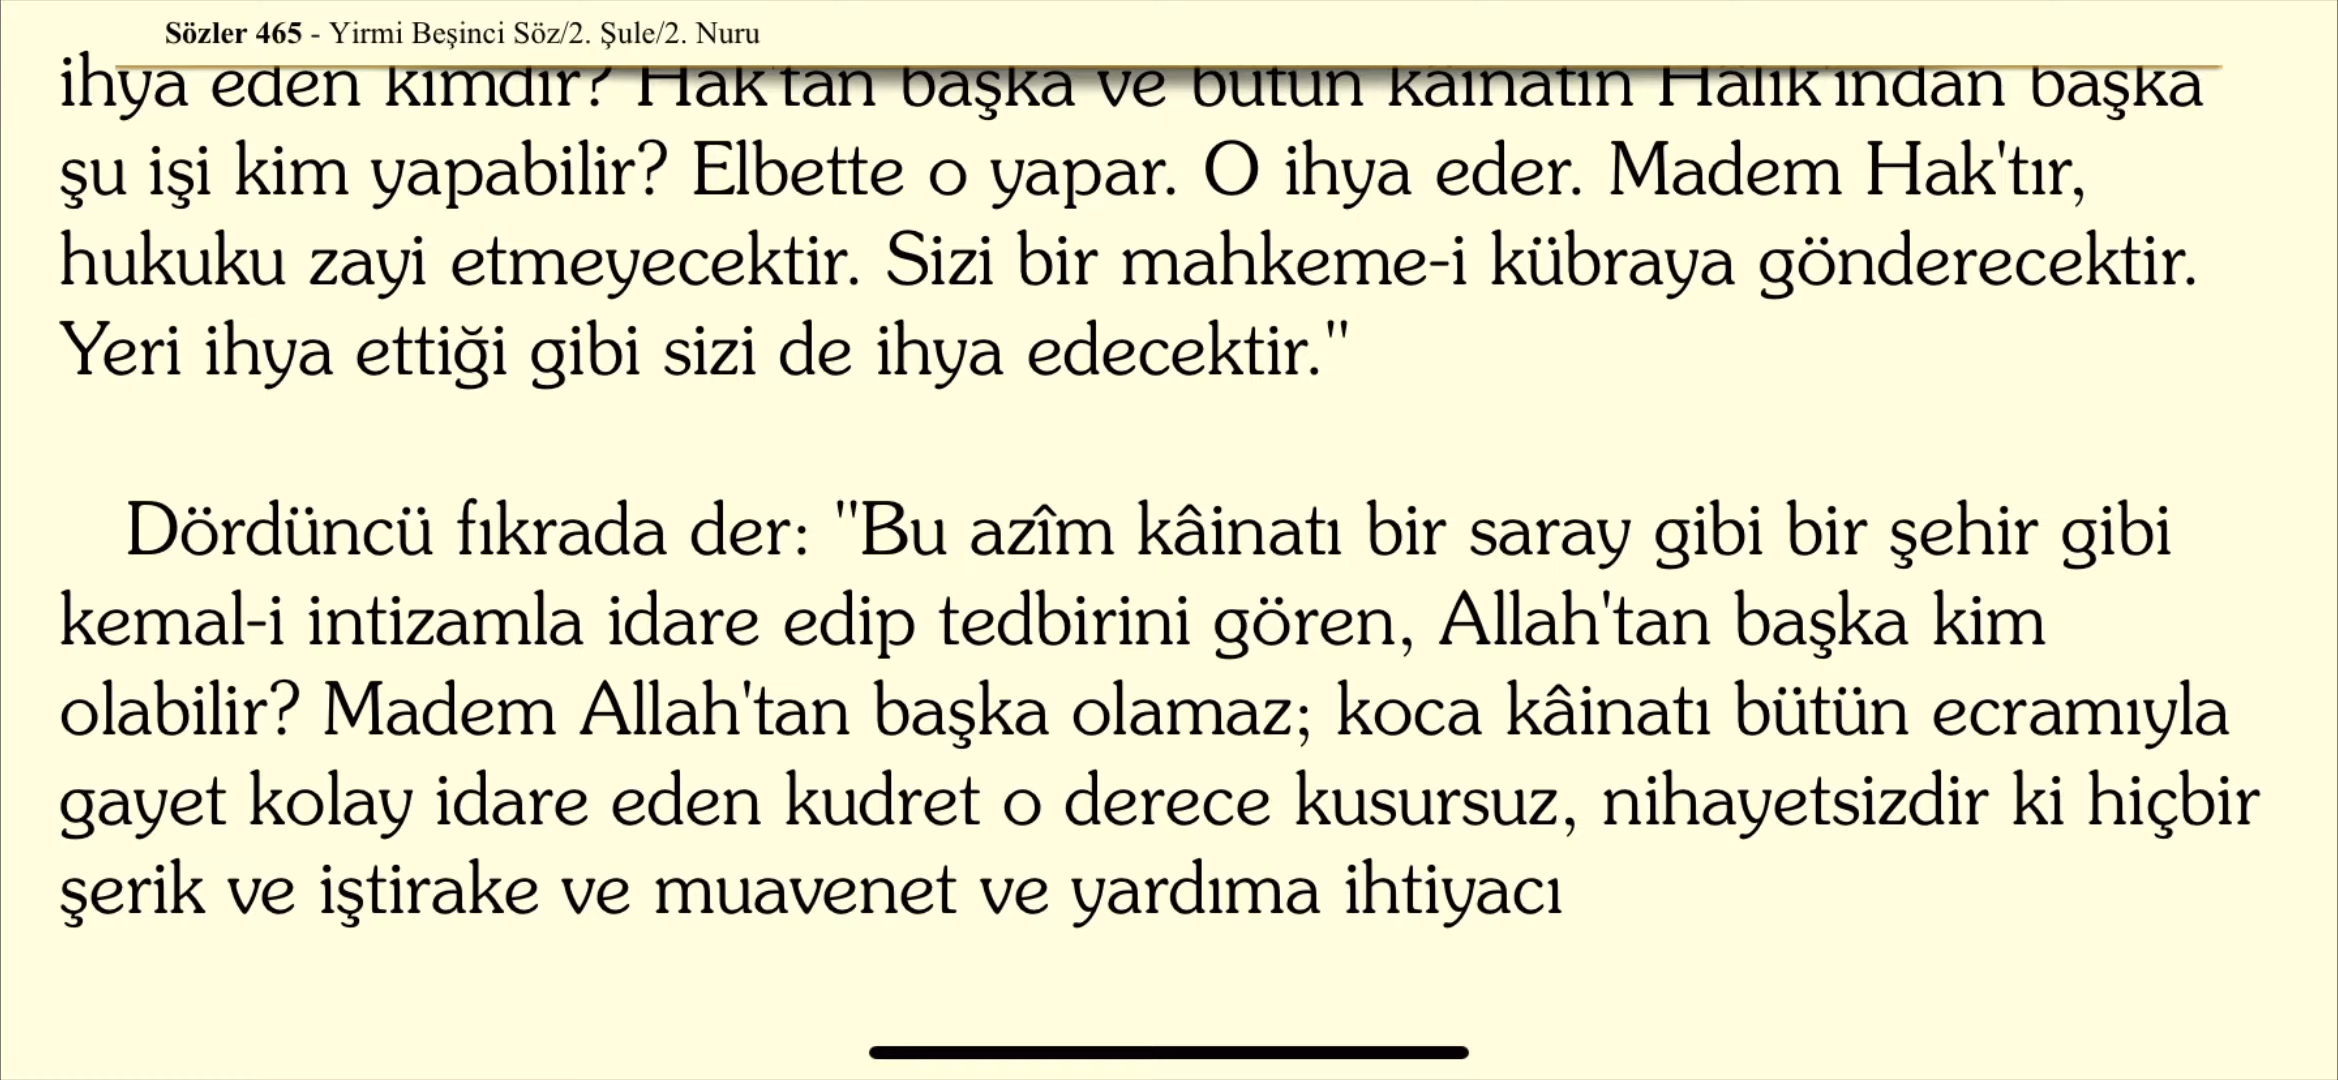 Sözler 465 - Yirmi Beşinci Söz/2. Şule/2. Nuru
ihya eden kimdir? Hak'tan başka ve bütün kâinatın Hâlık'ından başka
şu işi kim yapabilir? Elbette o yapar. O ihya eder. Madem Hak'tır,
hukuku zayi etmeyecektir. Sizi bir mahkeme-i kübraya gönderecektir.
Yeri ihya ettiği gibi sizi de ihya edecektir."
Dördüncü fıkrada der: "Bu azîm kâinatı bir saray gibi bir şehir gibi
kemal-i intizamla idare edip tedbirini gören, Allah'tan başka kim
olabilir? Madem Allah'tan başka olamaz; koca kâinatı bütün ecramıyla
gayet kolay idare eden kudret o derece kusursuz, nihayetsizdir ki hiçbir
şerik ve iştirake ve muavenet ve yardıma ihtiyacı